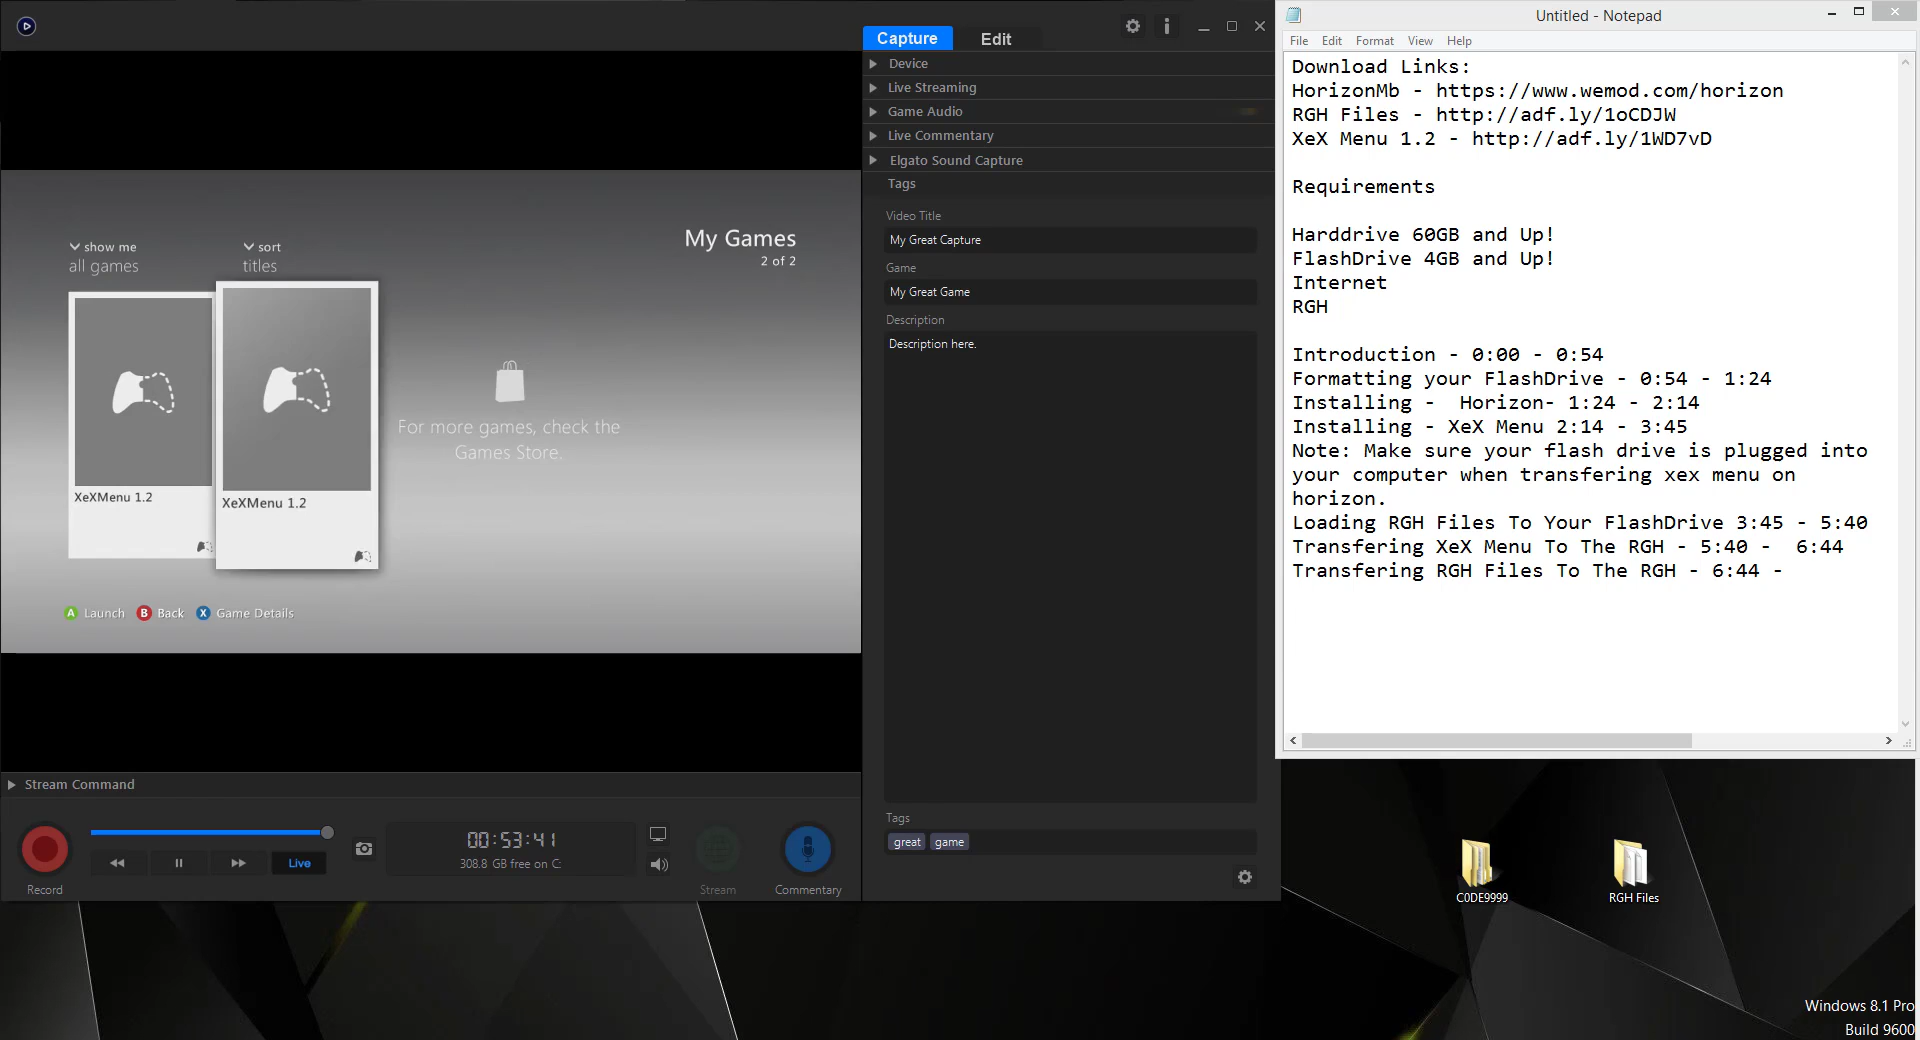 Capture
Edit
Device
Live Streaming
Game Audio
Live Commentary
Elgato Sound Capture
Tags
Video Title
My Great Capture
Game
My Great Game
Description
Description here.
Tags
great game
show me
all games
sort
titles
My Games
2 of 2
XeXMenu 1.2
XeXMenu 1.2
For more games, check the
Games Store.
A Launch B Back X Game Details
Stream Command
Record
Live
00:53:41
308.8 GB free on C:
Stream
Commentary
Untitled - Notepad
File Edit Format View Help
Download Links:
HorizonMb - https://www.wemod.com/horizon
RGH Files - http://adf.ly/1oCDJW
XeX Menu 1.2 - http://adf.ly/1WD7vD
Requirements
Harddrive 60GB and Up!
FlashDrive 4GB and Up!
Internet
RGH
Introduction - 0:00 - 0:54
Formatting your FlashDrive - 0:54 - 1:24
Installing -  Horizon- 1:24 - 2:14
Installing - XeX Menu 2:14 - 3:45
Note: Make sure your flash drive is plugged into
your computer when transfering xex menu on
horizon.
Loading RGH Files To Your FlashDrive 3:45 - 5:40
Transfering XeX Menu To The RGH - 5:40 -  6:44
Transfering RGH Files To The RGH - 6:44 -
C0DE9999
RGH Files
Windows 8.1 Pro
Build 9600